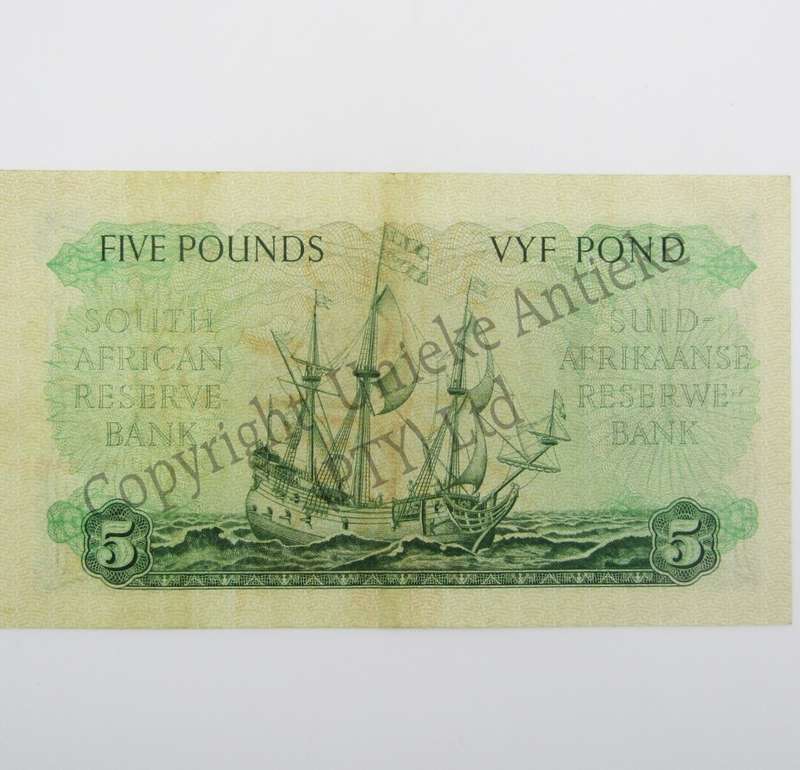 FIVE POUNDS
VYF POND
SOUTH
AFRICAN
RESERVE
BANK
SUID-
AFRIKAANSE
RESERWE-
BANK
Copyright Unieke Antieke
(PTY) Ltd
5
5